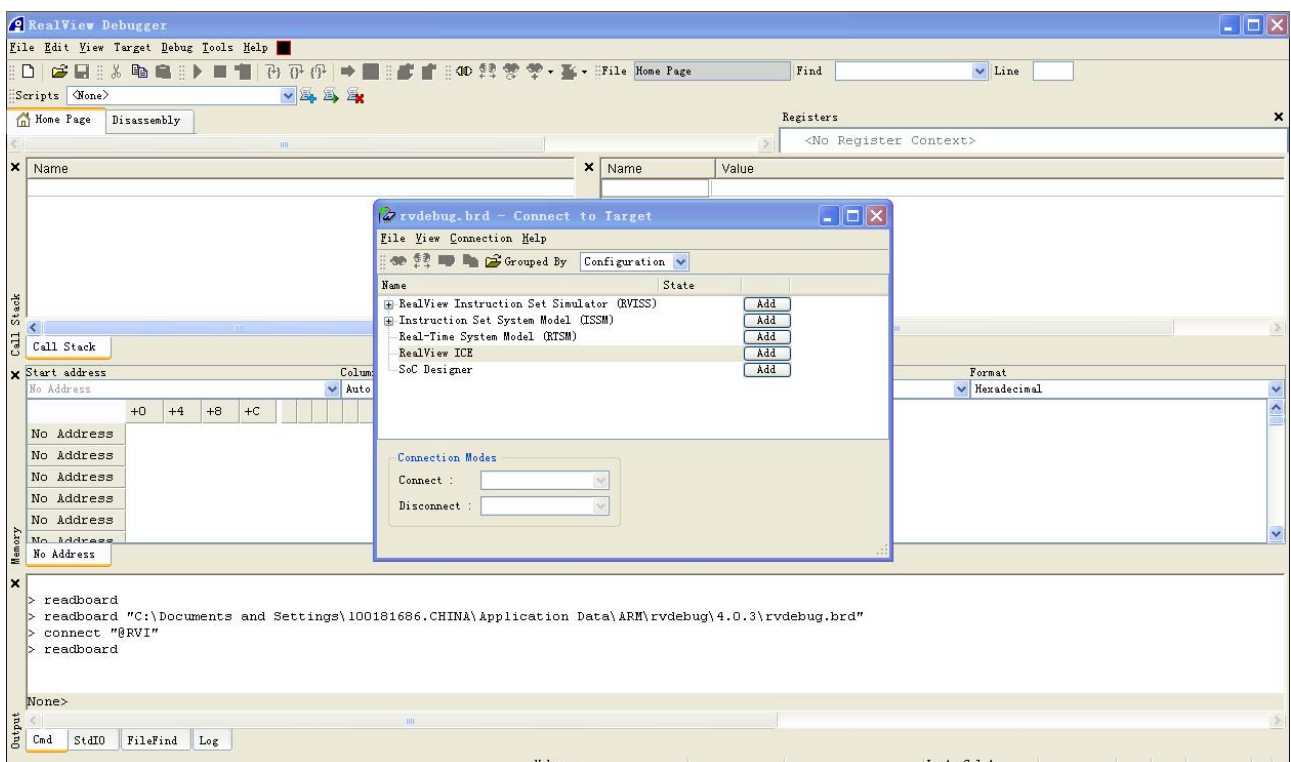 RealView Debugger
File Edit View Target Debug Tools Help
File Home Page Find Line
Scripts <None>
Home Page Disassembly
Registers
<No Register Context>
Name
Name Value
Call Stack
Call Stack
rvdebug.brd - Connect to Target
File View Connection Help
Grouped By Configuration
Name State
RealView Instruction Set Simulator (RVISS) Add
Instruction Set System Model (ISSM) Add
Real-Time System Model (RTSM) Add
RealView ICE Add
SoC Designer Add
Connection Modes
Connect :
Disconnect :
Start address
Colum
Format
No Address
Auto
Hexadecimal
+0 +4 +8 +C
No Address
No Address
No Address
No Address
No Address
No Address
Memory
No Address
> readboard
> readboard "C:\Documents and Settings\l00181686.CHINA\Application Data\ARM\rvdebug\4.0.3\rvdebug.brd"
> connect "@RVI"
> readboard
None>
Output
Cmd StdIO FileFind Log